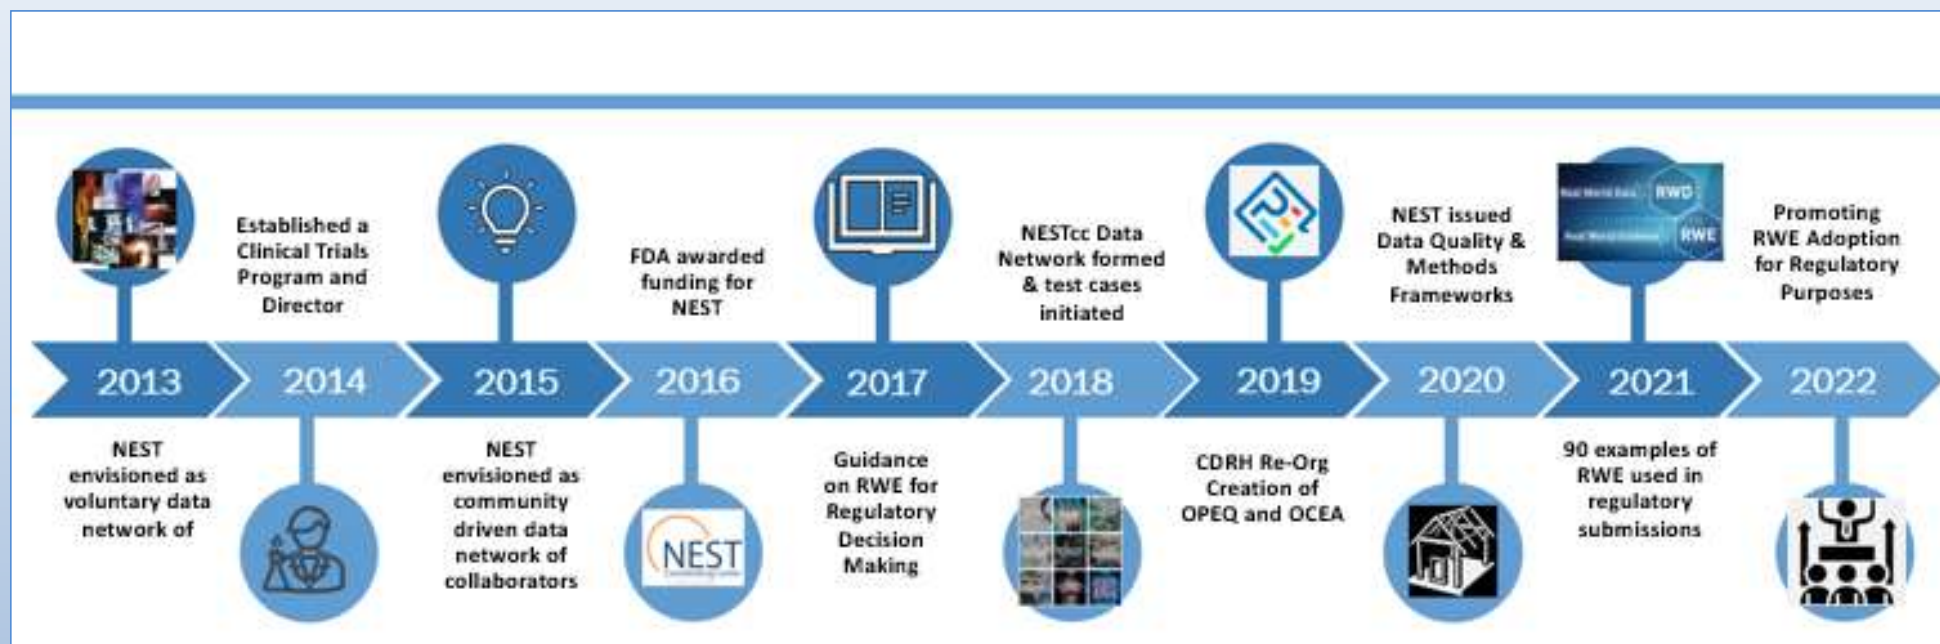 NEST
envisioned as
voluntary data
network of
2013
Established a
Clinical Trials
Program and
Director
2014
2015
NEST
envisioned as
community
driven data
network of
collaborators
FDA awarded
funding for
NEST
2016
NEST
2017
Guidance
on RWE for
Regulatory
Decision
Making
NESTcc Data
Network formed
& test cases
initiated
2018
2019
CDRH Re-Org
Creation of
OPEQ and OCEA
NEST issued
Data Quality &
Methods
Frameworks
2020
Real World Data RWD
RWE
2021
90 examples of
RWE used in
regulatory
submissions
Promoting
RWE Adoption
for Regulatory
Purposes
2022